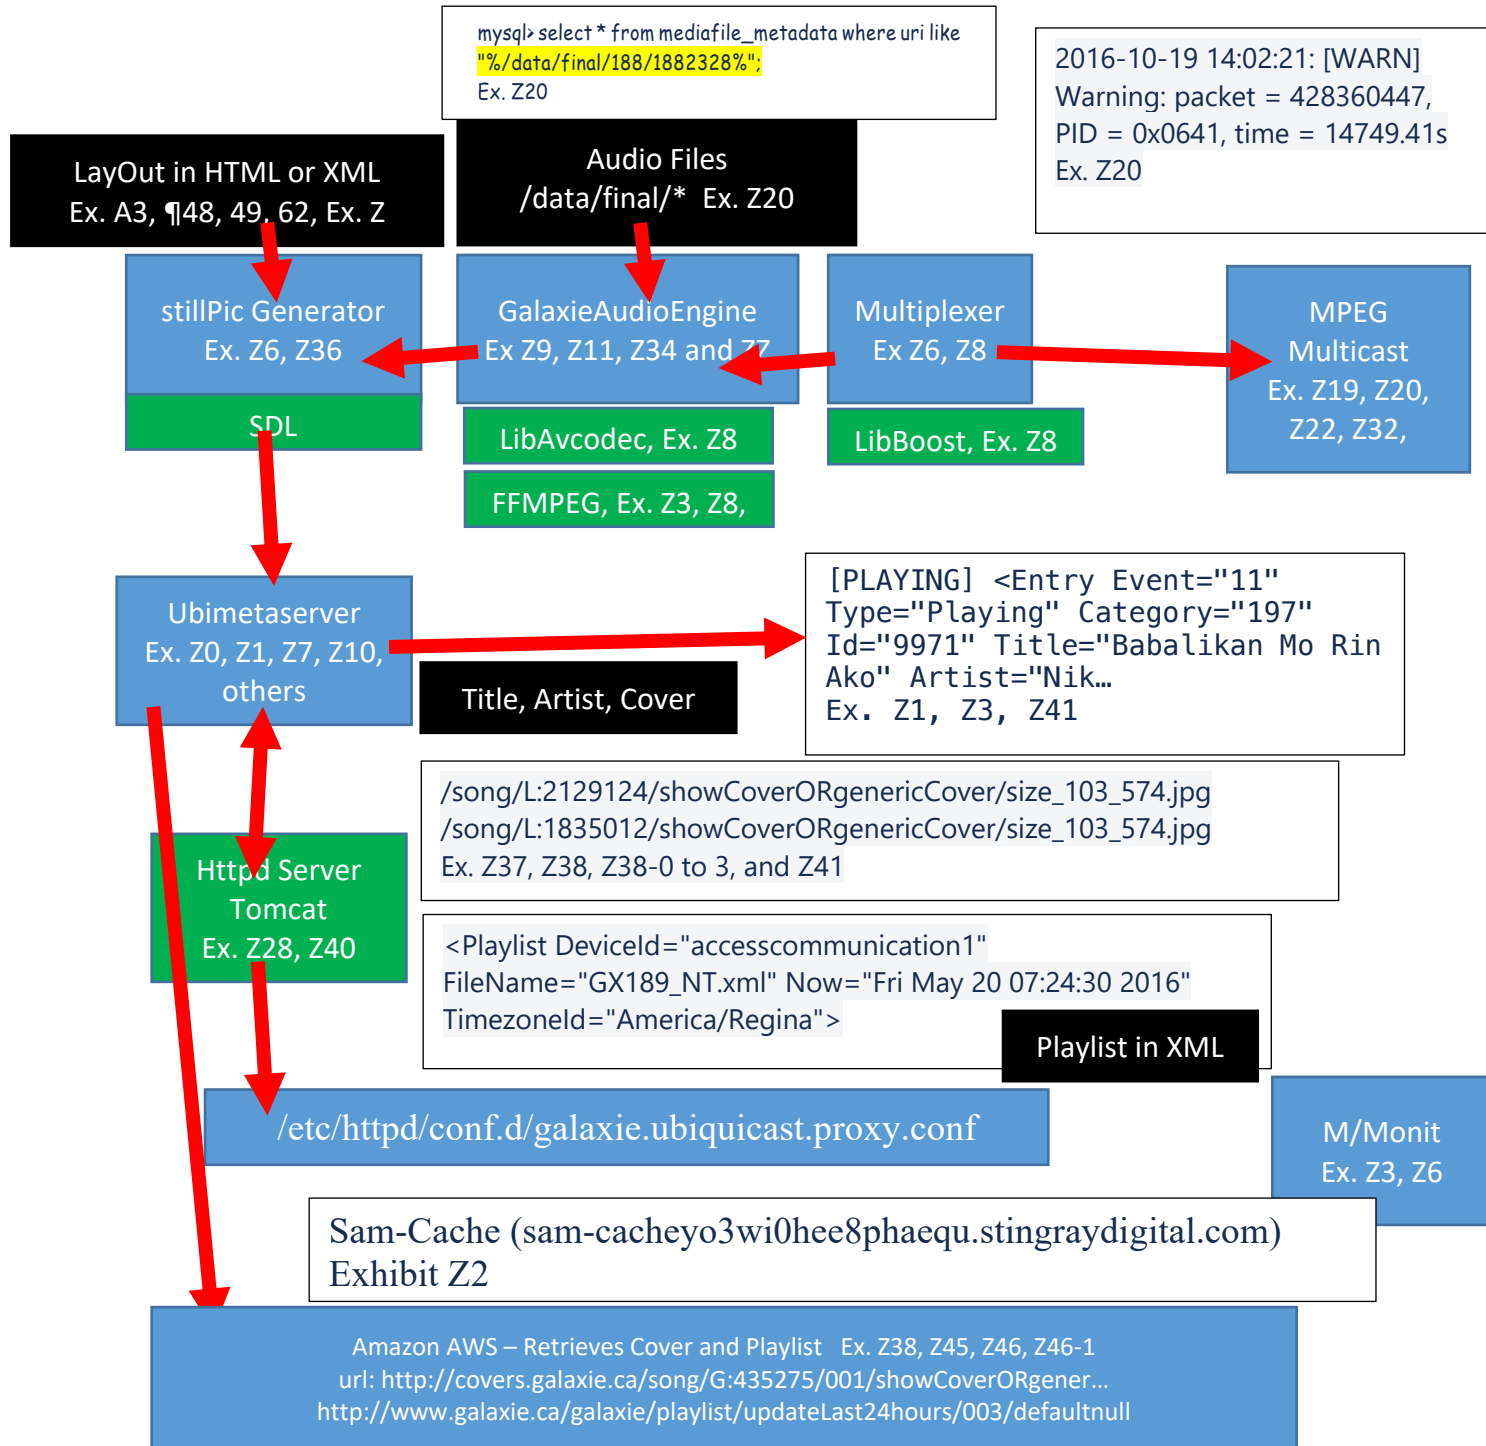 mysql> select * from mediafile_metadata where uri like
"%/data/final/188/1882328%";
Ex. Z20
2016-10-19 14:02:21: [WARN]
Warning: packet = 428360447,
PID = 0x0641, time = 14749.41s
Ex. Z20
LayOut in HTML or XML
Ex. A3, ¶48, 49, 62, Ex. Z
Audio Files
/data/final/* Ex. Z20
stillPic Generator
Ex. Z6, Z36
SDL
GalaxieAudioEngine
Ex Z9, Z11, Z34 and
LibAvcodec, Ex. Z8
FFMPEG, Ex. Z3, Z8,
Multiplexer
Ex Z6, Z8
LibBoost, Ex. Z8
MPEG
Multicast
Ex. Z19, Z20,
Z22, Z32,
Ubimetaserver
Ex. Z0, Z1, Z7, Z10,
others
Title, Artist, Cover
[PLAYING] <Entry Event="11"
Type="Playing" Category="197"
Id="9971" Title="Babalikan Mo Rin
Ako" Artist="Nik…
Ex. Z1, Z3, Z41
/song/L:2129124/showCoverORgenericCover/size_103_574.jpg
/song/L:1835012/showCoverORgenericCover/size_103_574.jpg
Ex. Z37, Z38, Z38-0 to 3, and Z41
Httpd Server
Tomcat
Ex. Z28, Z40
<Playlist DeviceId="accesscommunication1"
FileName="GX189_NT.xml" Now="Fri May 20 07:24:30 2016"
TimezoneId="America/Regina">
Playlist in XML
/etc/httpd/conf.d/galaxie.ubiquicast.proxy.conf
M/Monit
Ex. Z3, Z6
Sam-Cache (sam-cacheyo3wi0hee8phaequ.stingraydigital.com)
Exhibit Z2
Amazon AWS – Retrieves Cover and Playlist Ex. Z38, Z45, Z46, Z46-1
url: http://covers.galaxie.ca/song/G:435275/001/showCoverORgener...
http://www.galaxie.ca/galaxie/playlist/updateLast24hours/003/defaultnull